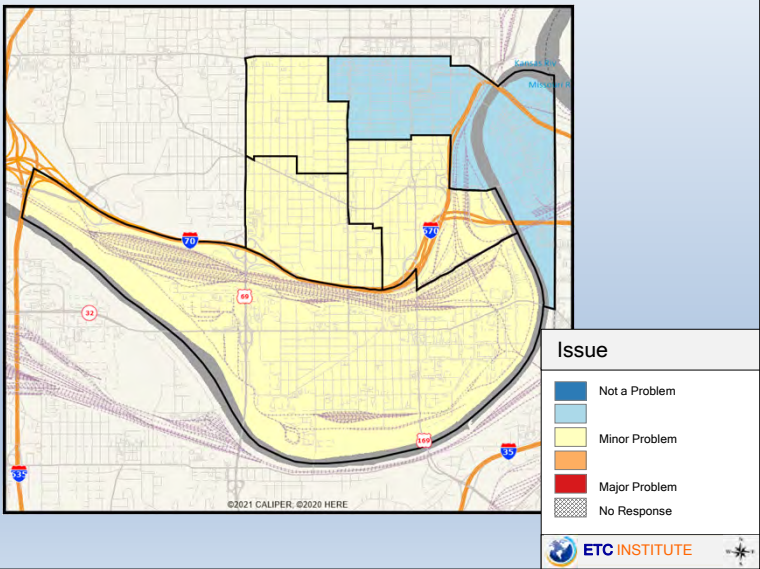 Kansas Riv
Missouri R
70
670
69
32
169
35
635
©2021 CALIPER; ©2020 HERE
Issue
Not a Problem
Minor Problem
Major Problem
No Response
ETC INSTITUTE